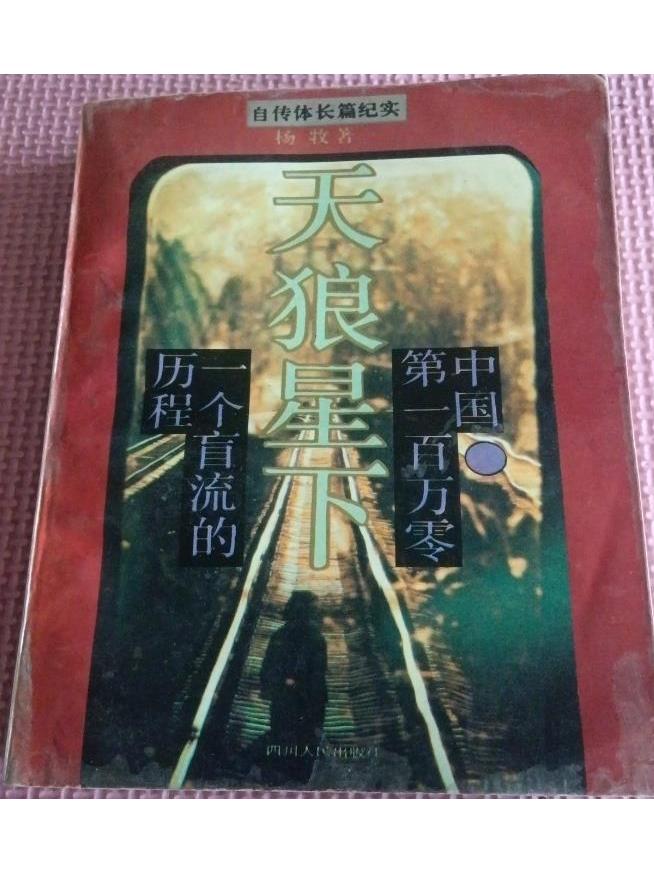 自传体长篇纪实
杨牧著
天狼星下
中国●
第一百万零
一个盲流的
历程
四川人民出版社